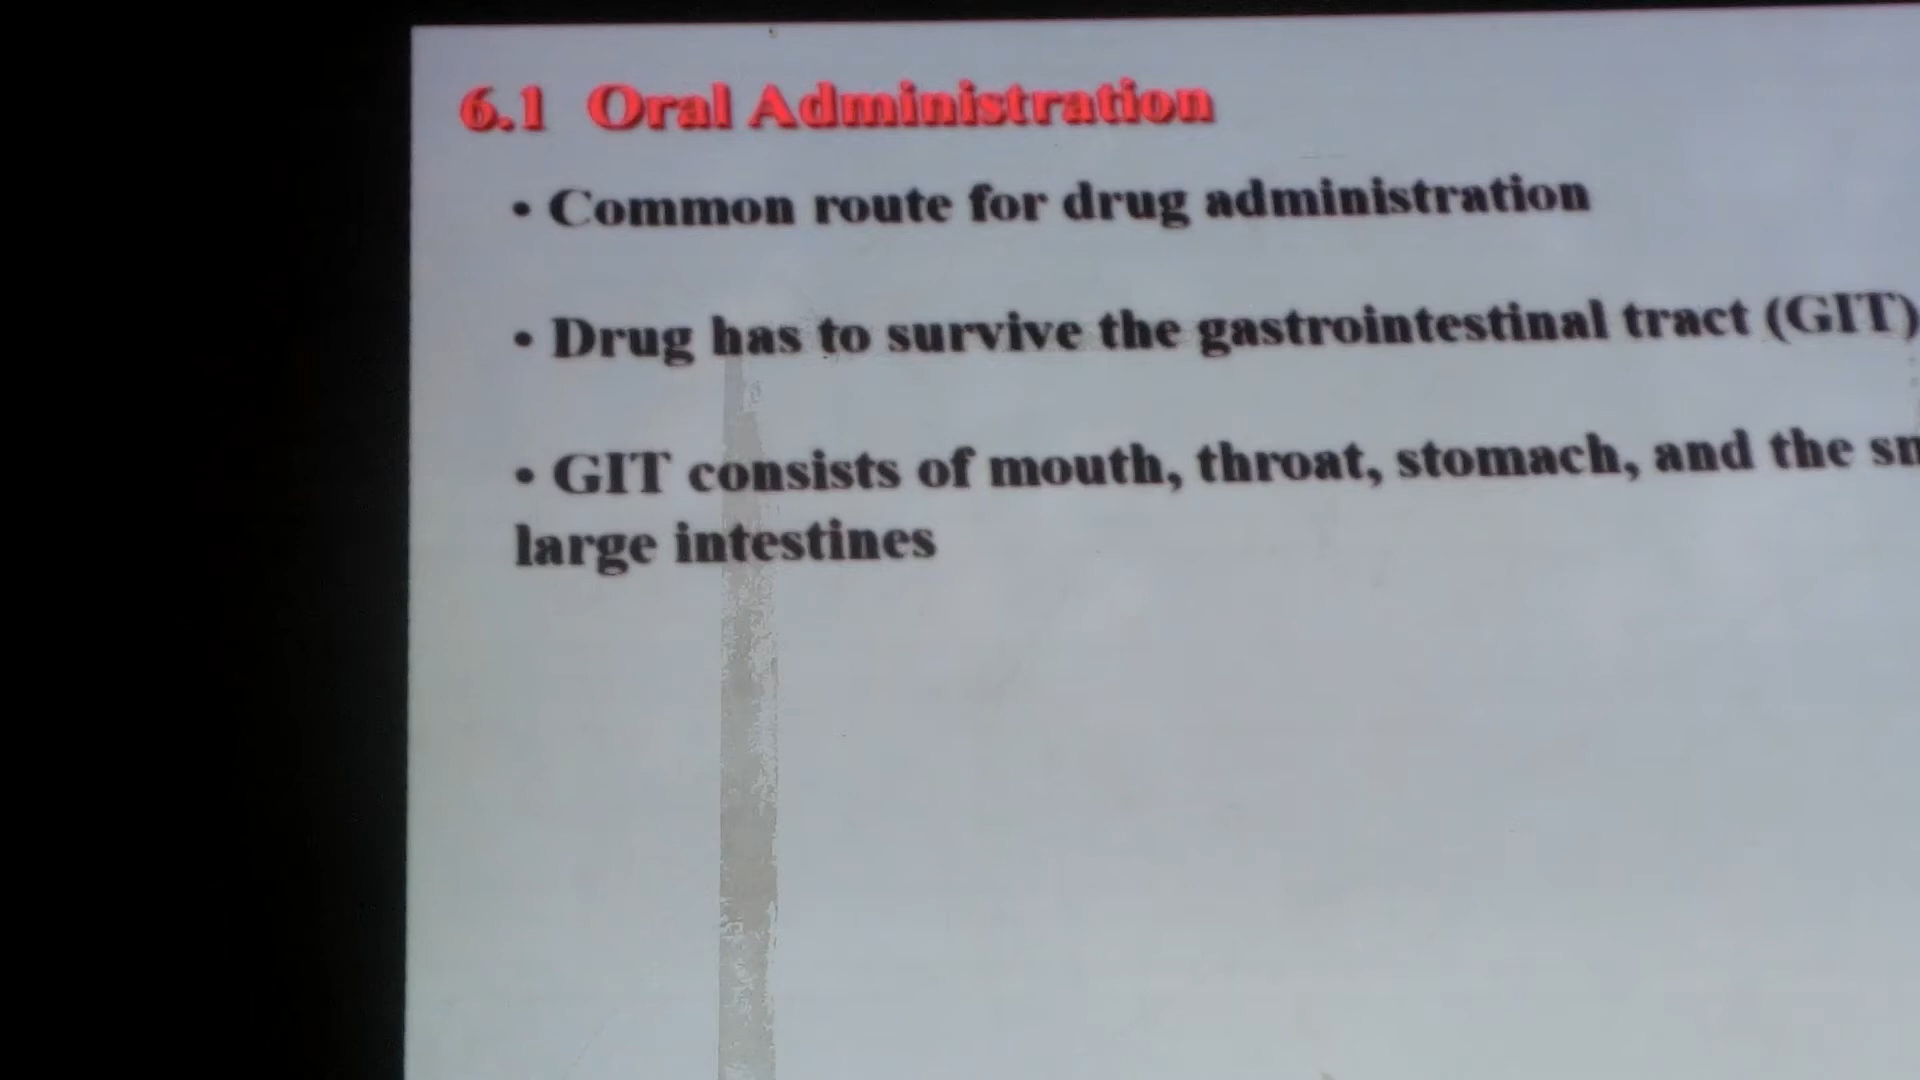 6.1 Oral Administration
• Common route for drug administration
• Drug has to survive the gastrointestinal tract (GIT)
• GIT consists of mouth, throat, stomach, and the
large intestines